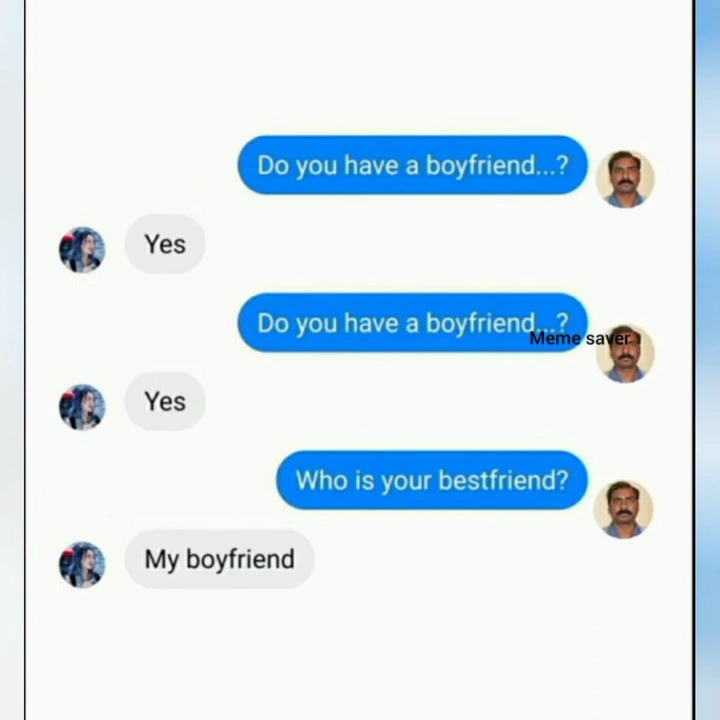 Do you have a boyfriend...?
Yes
Do you have a boyfriend...?
Meme saver
Yes
Who is your bestfriend?
My boyfriend